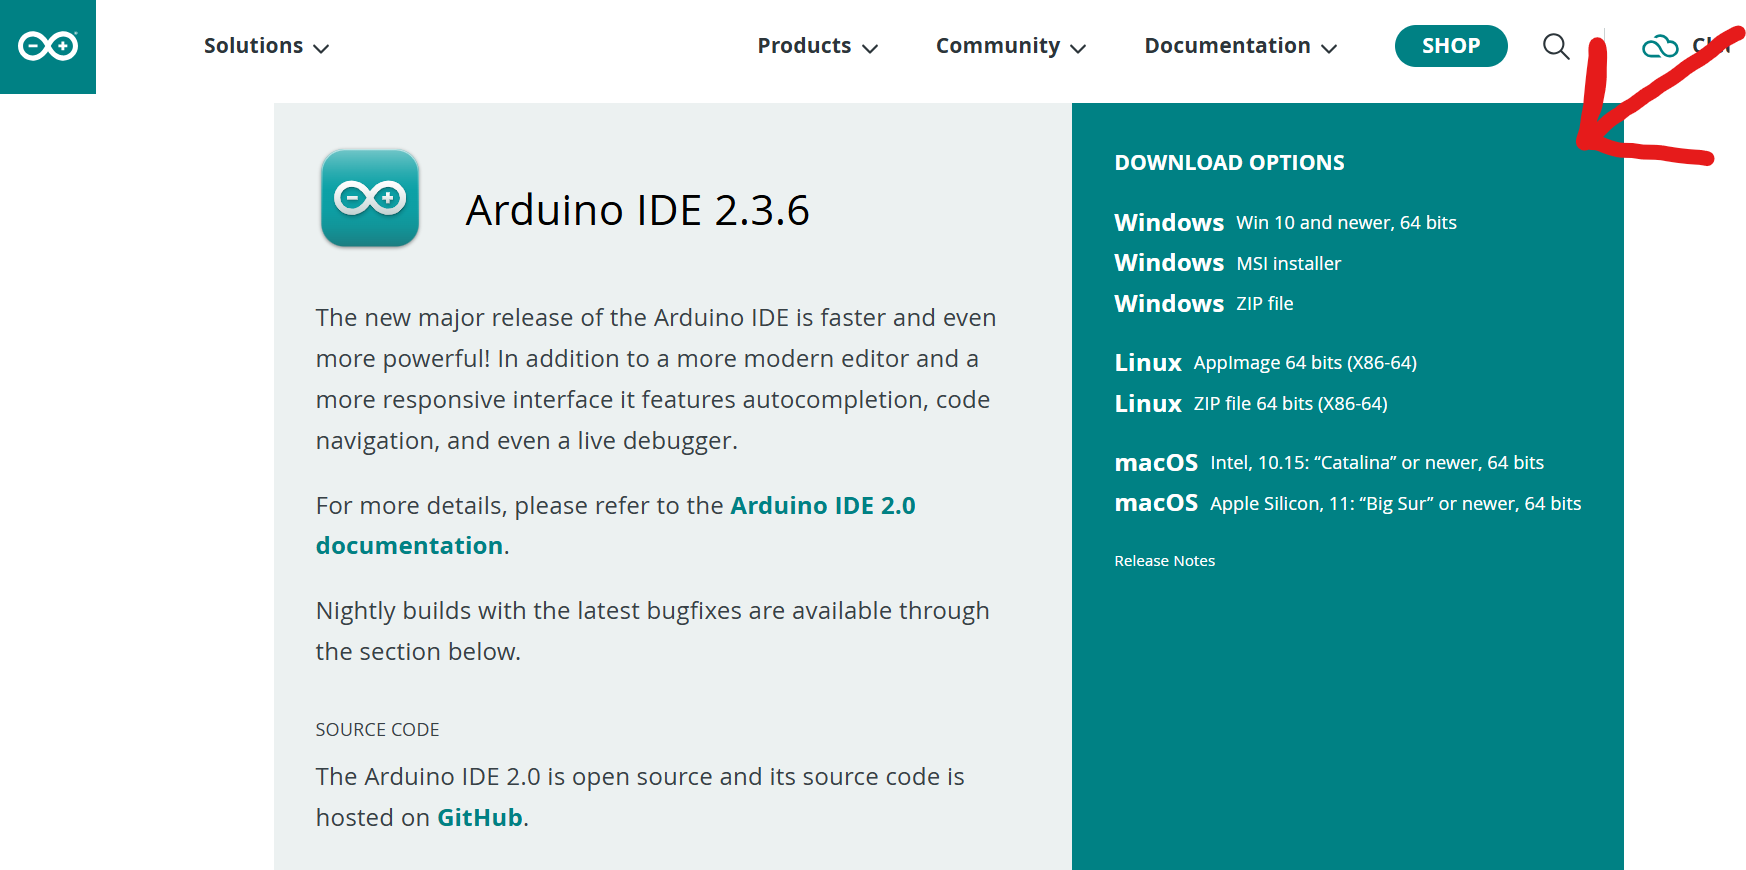 Solutions
Products
Community
Documentation
SHOP
Arduino IDE 2.3.6
The new major release of the Arduino IDE is faster and even
more powerful! In addition to a more modern editor and a
more responsive interface it features autocompletion, code
navigation, and even a live debugger.
For more details, please refer to the Arduino IDE 2.0
documentation.
Nightly builds with the latest bugfixes are available through
the section below.
SOURCE CODE
The Arduino IDE 2.0 is open source and its source code is
hosted on GitHub.
DOWNLOAD OPTIONS
Windows Win 10 and newer, 64 bits
Windows MSI installer
Windows ZIP file
Linux AppImage 64 bits (X86-64)
Linux ZIP file 64 bits (X86-64)
macOS Intel, 10.15: “Catalina” or newer, 64 bits
macOS Apple Silicon, 11: “Big Sur” or newer, 64 bits
Release Notes